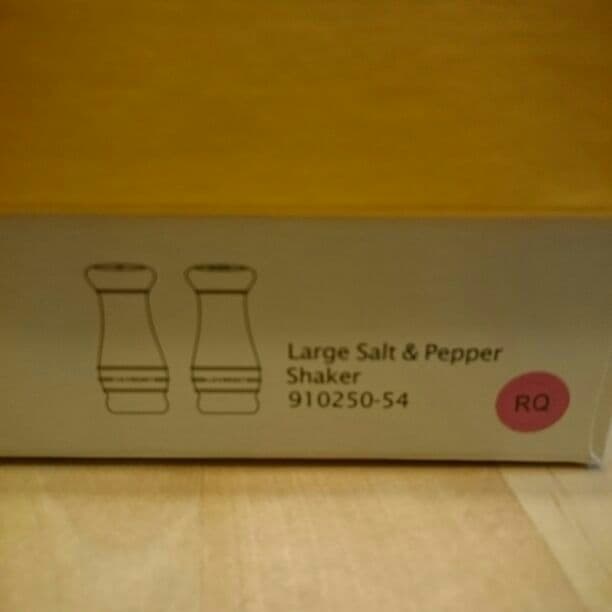 Large Salt & Pepper
Shaker
910250-54
RQ